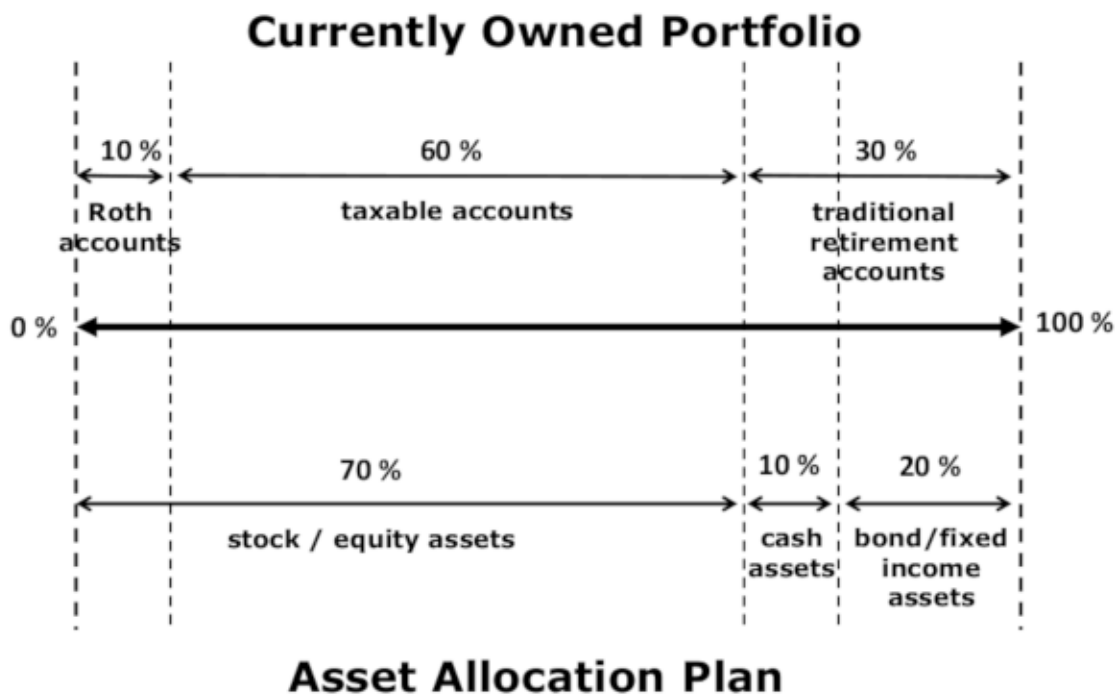 Currently Owned Portfolio
10 %
60 %
30 %
Roth
accounts
taxable accounts
traditional
retirement
accounts
0 %
100 %
70 %
10 %
20 %
stock / equity assets
cash
assets
bond/fixed
income
assets
Asset Allocation Plan